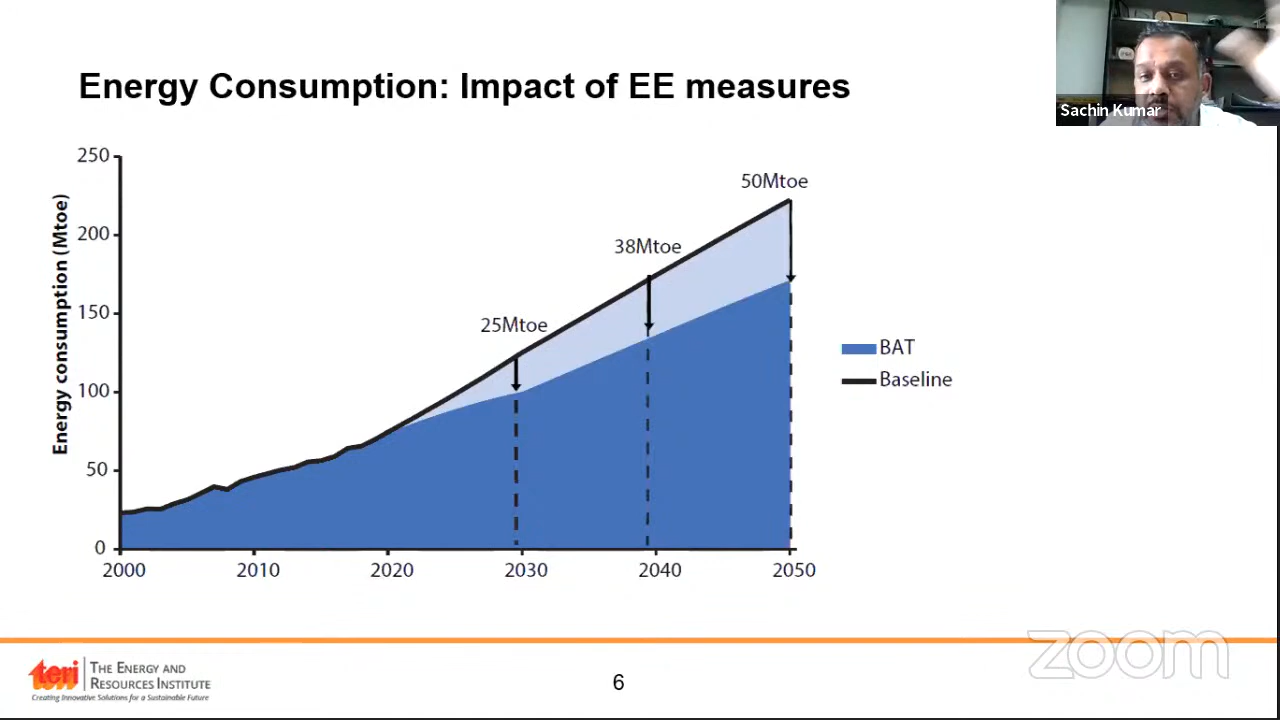 Energy Consumption: Impact of EE measures
Sachin Kumar
Energy consumption (Mtoe)
250
200
150
100
50
0
50Mtoe
38Mtoe
25Mtoe
2000 2010 2020 2030 2040 2050
BAT
Baseline
teri
THE ENERGY AND
RESOURCES INSTITUTE
Creating Innovative Solutions for a Sustainable Future
6
zoom